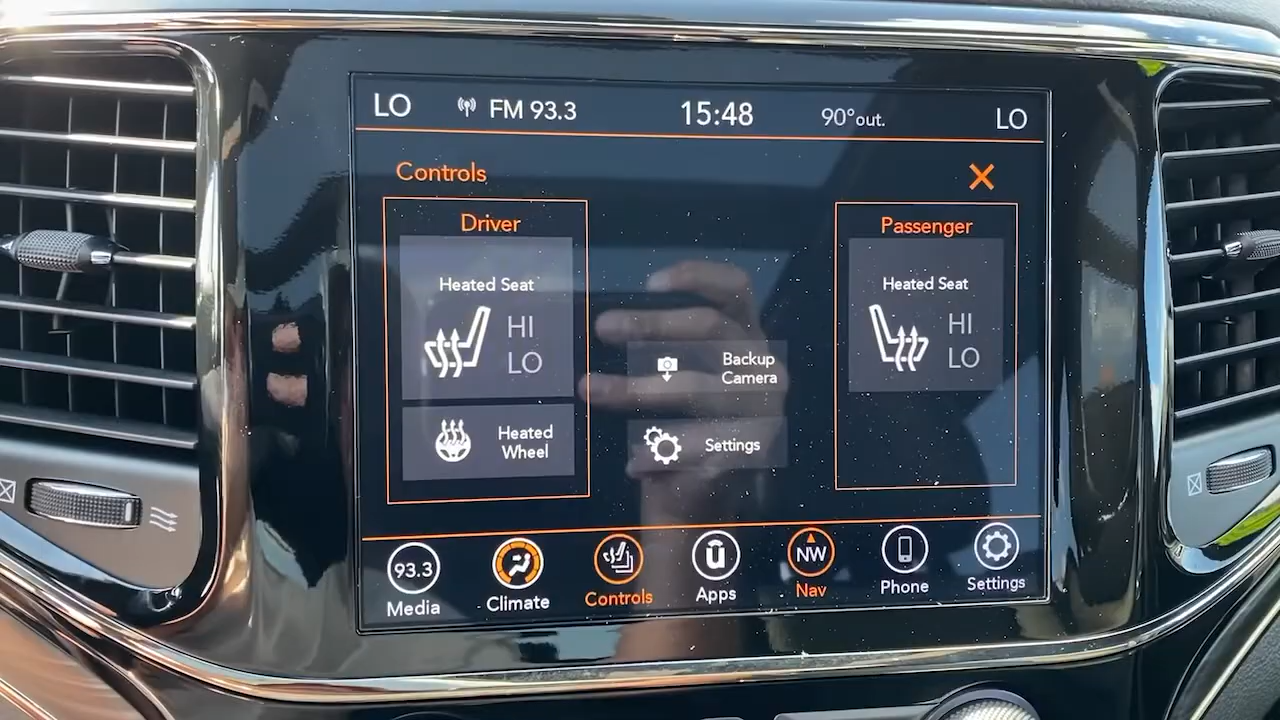 LO FM 93.3 15:48 90°out. LO
Controls
Driver
Heated Seat
HI
LO
Heated
Wheel
Backup
Camera
Settings
Passenger
Heated Seat
HI
LO
93.3
Media
Climate
Controls
Apps
NW
Nav
Phone
Settings